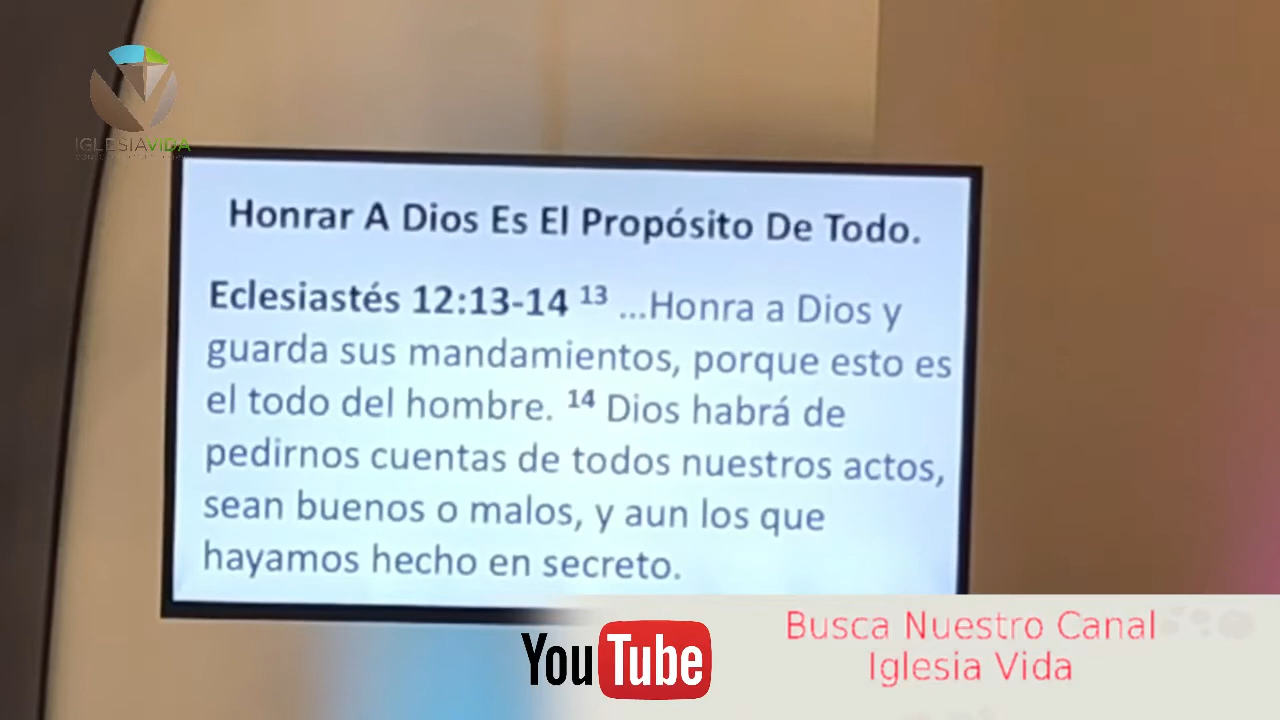 IGLESIAVIDA
Honrar A Dios Es El Propósito De Todo.
Eclesiastés 12:13-14 13 ...Honra a Dios y
guarda sus mandamientos, porque esto es
el todo del hombre. 14 Dios habrá de
pedirnos cuentas de todos nuestros actos,
sean buenos o malos, y aun los que
hayamos hecho en secreto.
YouTube
Busca Nuestro Canal
Iglesia Vida